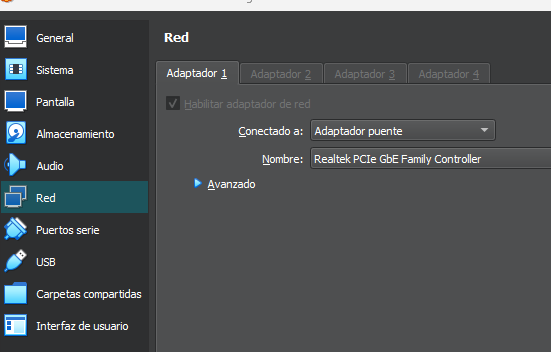 General
Sistema
Pantalla
Almacenamiento
Audio
Red
Puertos serie
USB
Carpetas compartidas
Interfaz de usuario
Red
Adaptador 1 Adaptador 2 Adaptador 3 Adaptador 4
Habilitar adaptador de red
Conectado a: Adaptador puente
Nombre: Realtek PCIe GbE Family Controller
Avanzado